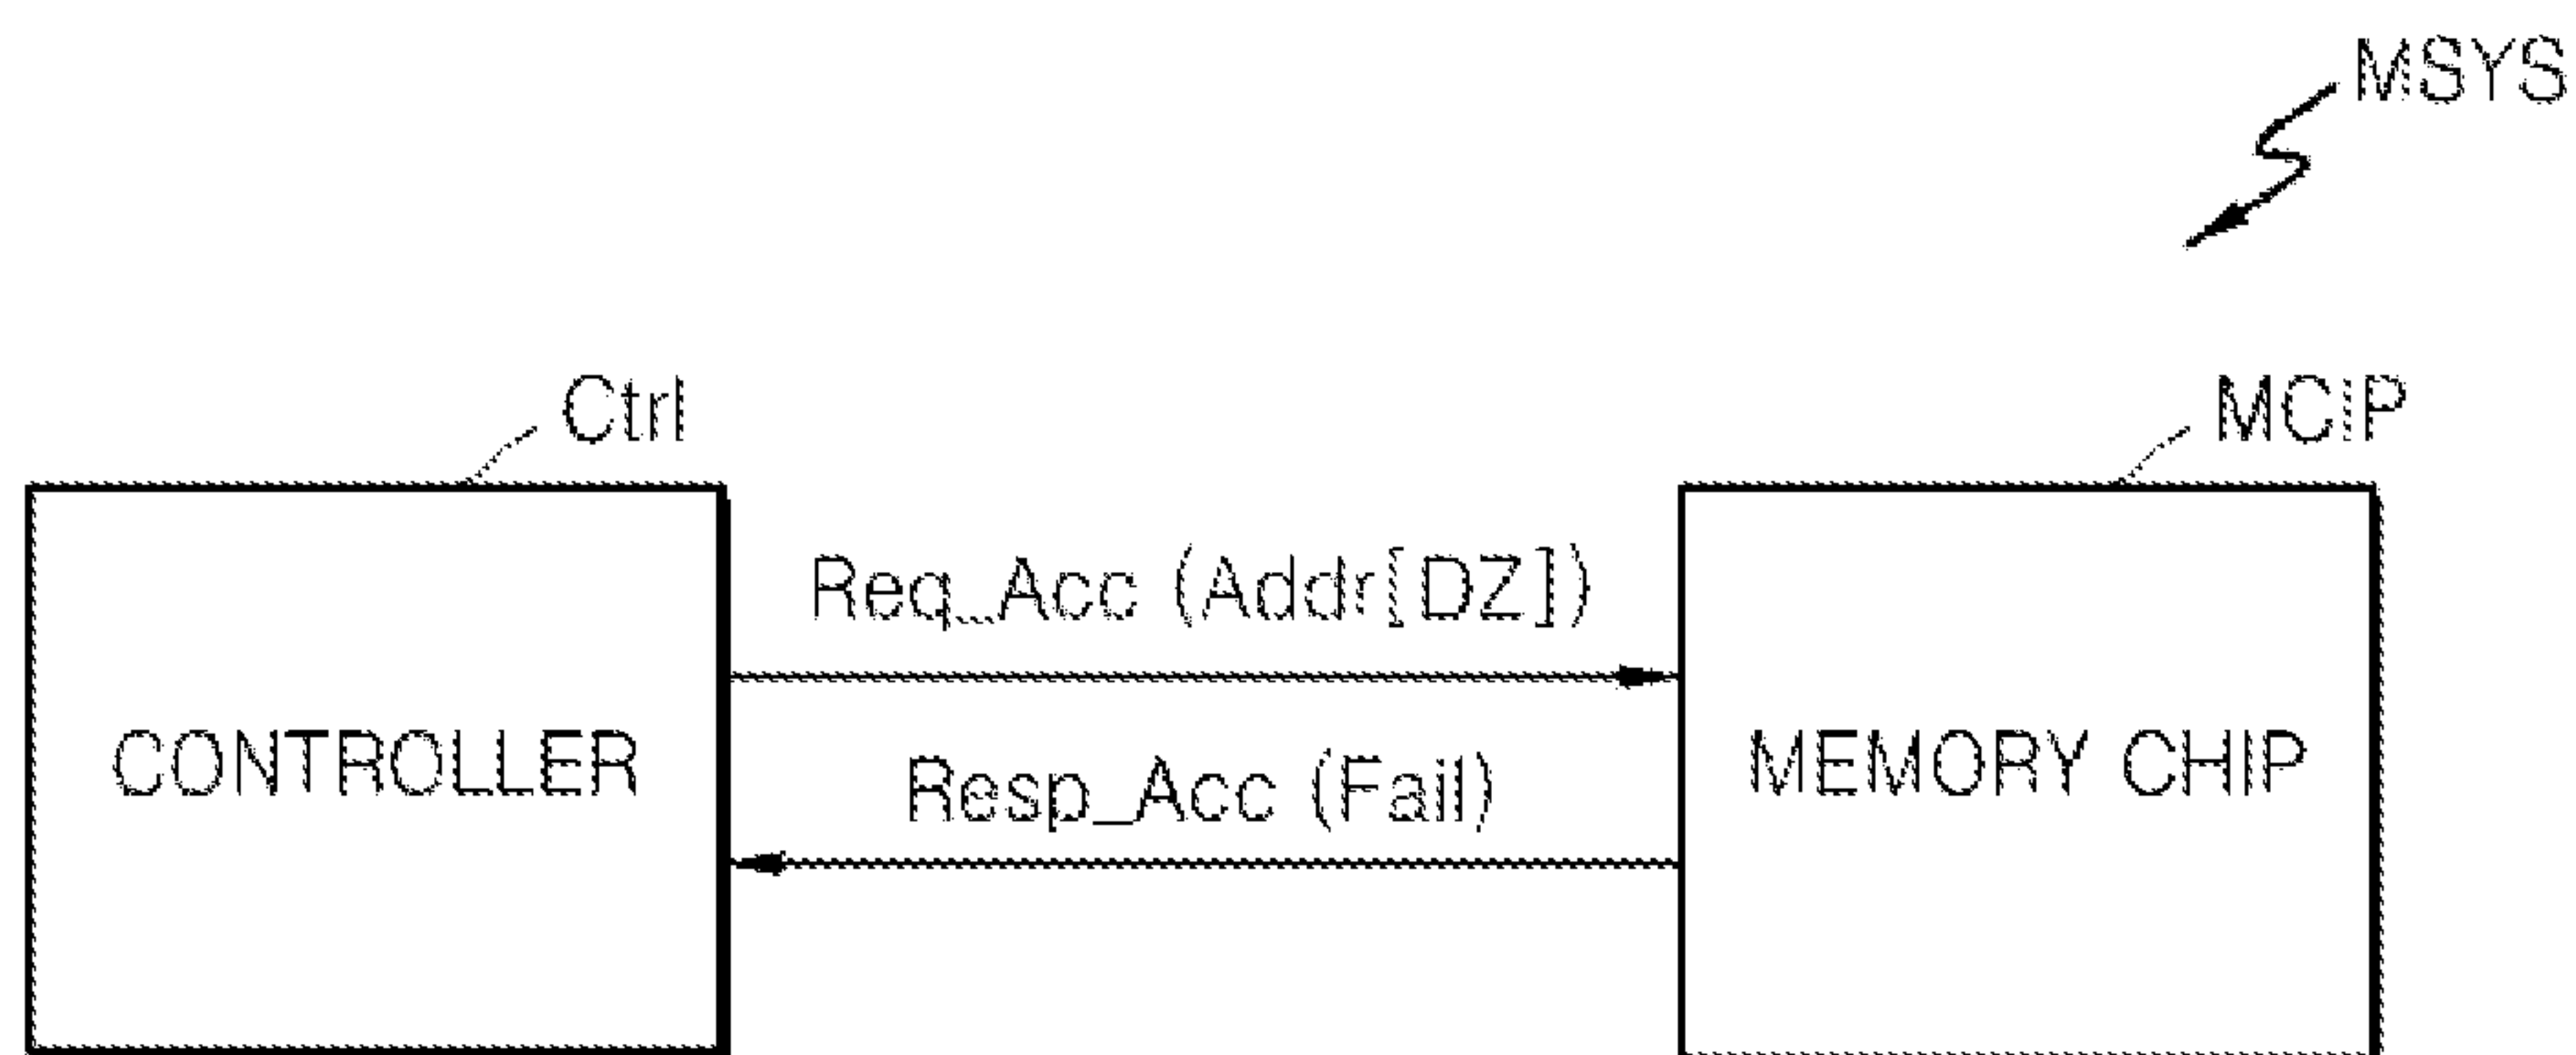 MSYS
Ctrl
MCIP
Req_Acc (Addr[DZ])
CONTROLLER
Resp_Acc (Fail)
MEMORY CHIP